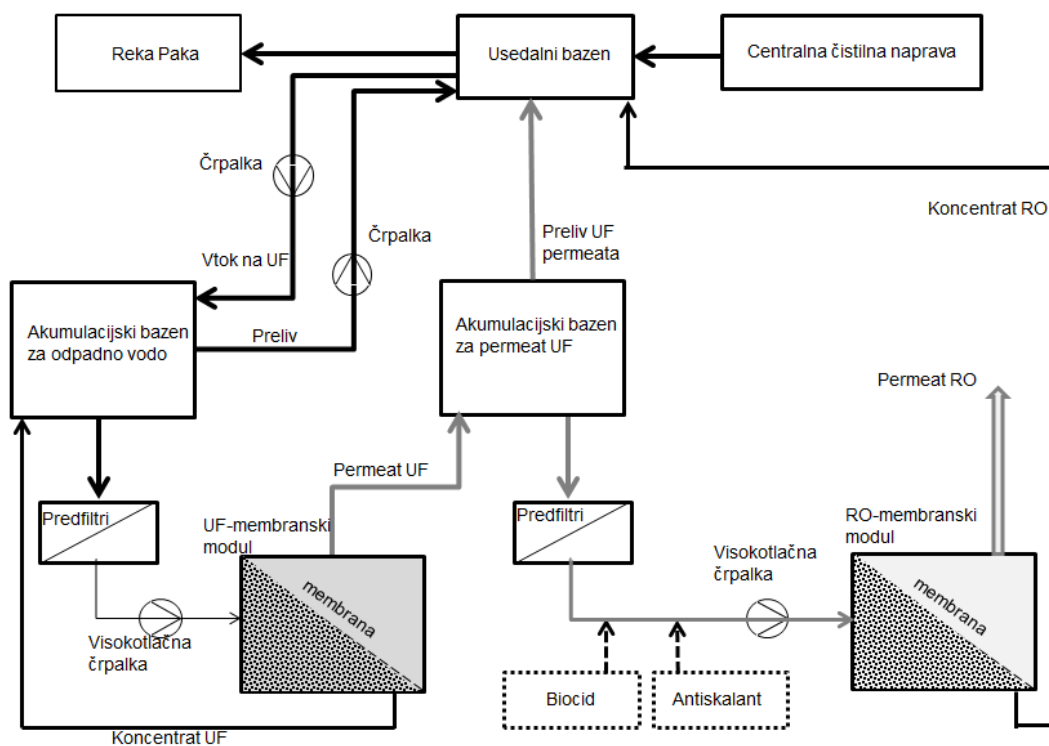 Reka Paka
Usedalni bazen
Centralna čistilna naprava
Črpalka
Koncentrat RO
Črpalka
Preliv UF
permeata
Vtok na UF
Akumulacijski bazen
za odpadno vodo
Preliv
Akumulacijski bazen
za permeat UF
Permeat RO
Permeat UF
Predfiltri
UF-membranski
modul
Predfiltri
RO-membranski
modul
Visokotlačna
črpalka
membrana
membrana
Visokotlačna
črpalka
Biocid
Antiskalant
Koncentrat UF